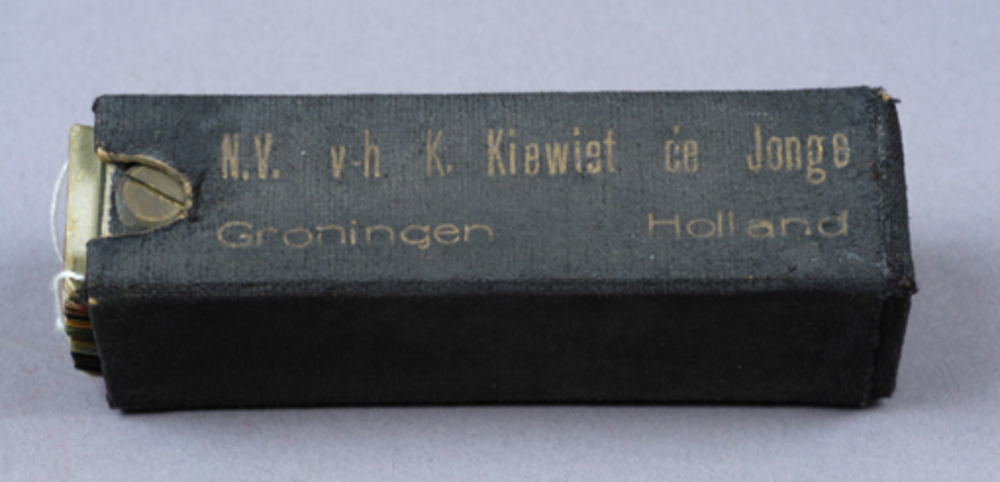 N.V. v-h K. Kiewiet de Jonge
Groningen Holland